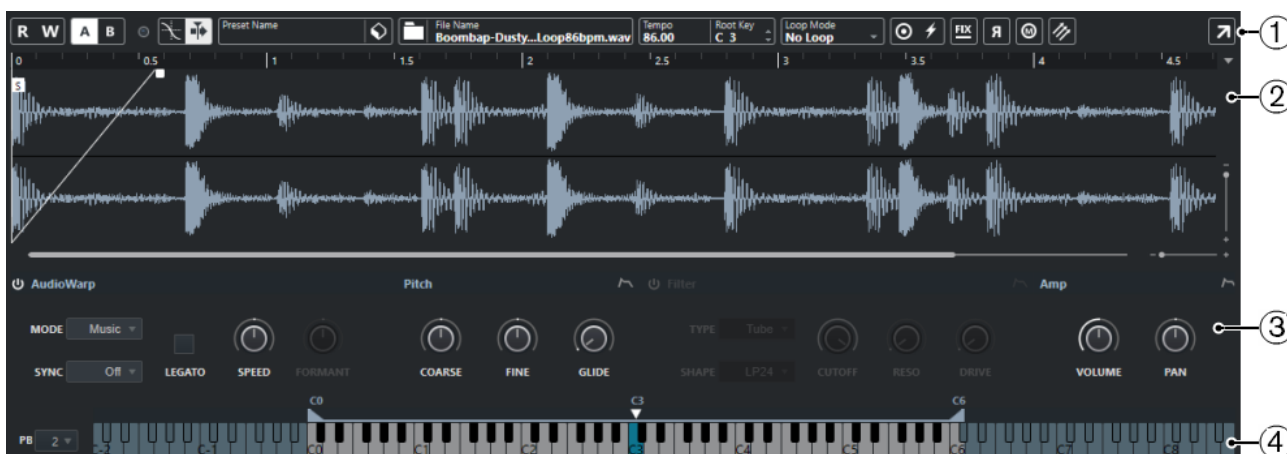 R W A B Preset Name File Name Tempo Root Key Loop Mode
Boombap-Dusty...Loop86bpm.wav 86.00 C 3 No Loop FIX R M 1
0 0.5 1 1.5 2 2.5 3 3.5 4 4.5
S
2
AudioWarp Pitch Filter Amp
MODE Music TYPE Tube 3
SYNC Off LEGATO SPEED FORMANT COARSE FINE GLIDE SHAPE LP24 CUTOFF RESO DRIVE VOLUME PAN
C0 C3 C6
PB 2 C-2 C-1 C0 C1 C2 C3 C4 C5 C6 C7 C8 4